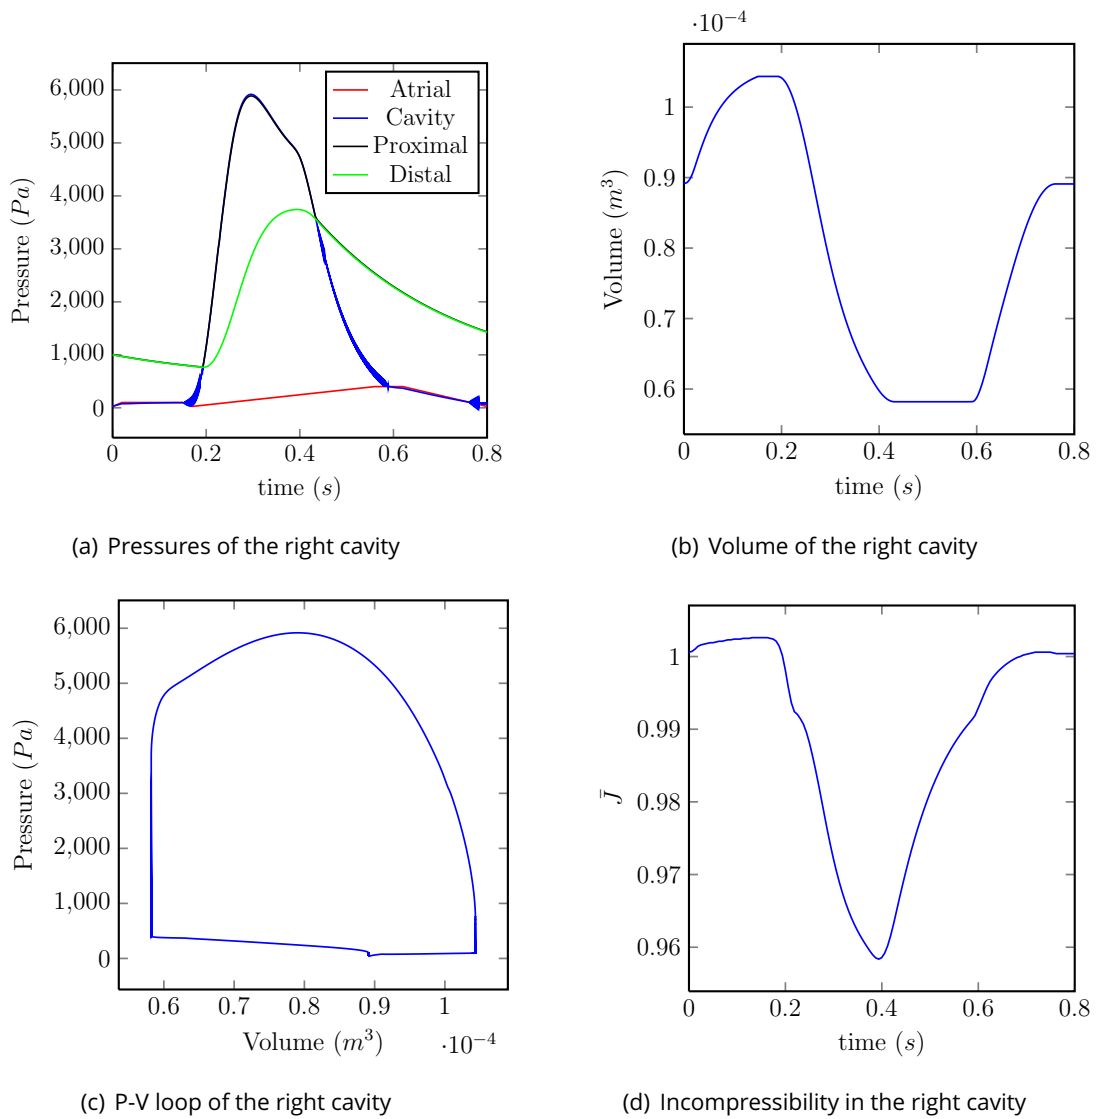 6,000
5,000
4,000
3,000
2,000
1,000
0
Pressure (Pa)
Atrial
Cavity
Proximal
Distal
0 0.2 0.4 0.6 0.8
time (s)
(a) Pressures of the right cavity
·10⁻⁴
1
0.9
0.8
0.7
0.6
Volume (m³)
0 0.2 0.4 0.6 0.8
time (s)
(b) Volume of the right cavity
6,000
5,000
4,000
3,000
2,000
1,000
0
Pressure (Pa)
0.6 0.7 0.8 0.9 1
Volume (m³) ·10⁻⁴
(c) P-V loop of the right cavity
1
0.99
0.98
0.97
0.96
J̄
0 0.2 0.4 0.6 0.8
time (s)
(d) Incompressibility in the right cavity